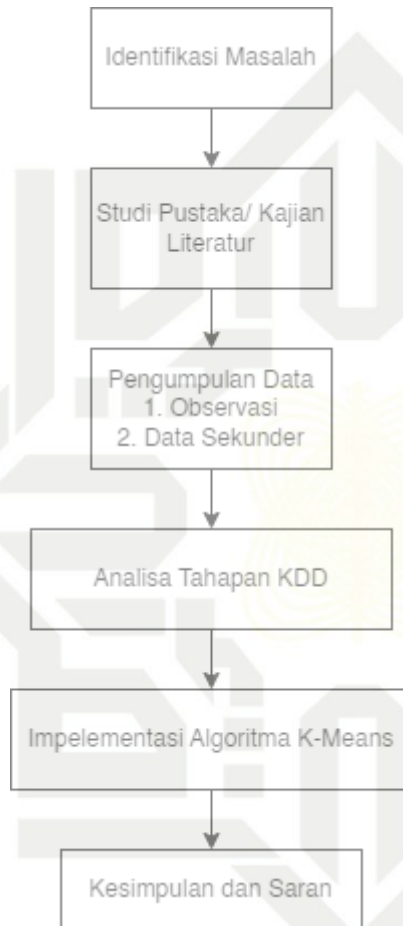 Identifikasi Masalah
Studi Pustaka/ Kajian
Literatur
Pengumpulan Data
1. Observasi
2. Data Sekunder
Analisa Tahapan KDD
Impelementasi Algoritma K-Means
Kesimpulan dan Saran